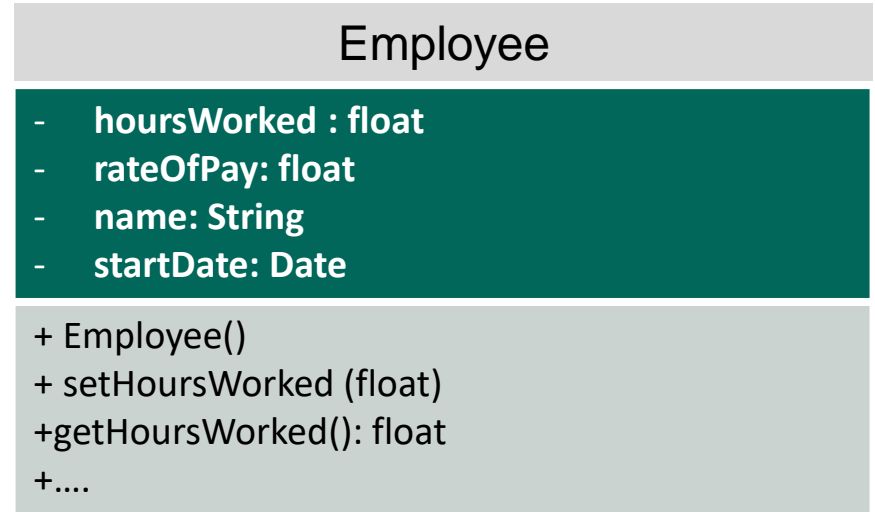 Employee
- hoursWorked : float
- rateOfPay: float
- name: String
- startDate: Date
+ Employee()
+ setHoursWorked (float)
+getHoursWorked(): float
+....